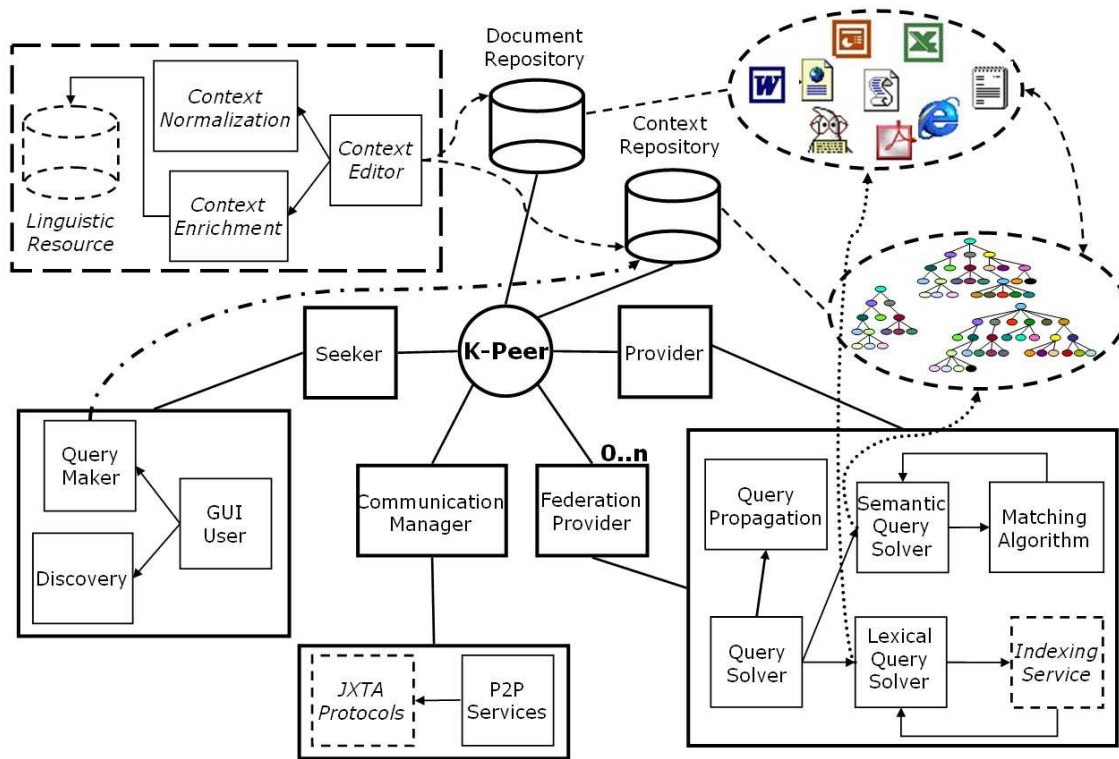 Document
Repository
Context
Normalization
Context
Editor
Context
Enrichment
Linguistic
Resource
Context
Repository
W
Seeker
K-Peer
Provider
0..n
Query
Maker
GUI
User
Discovery
Communication
Manager
Federation
Provider
Query
Propagation
Semantic
Query
Solver
Matching
Algorithm
Query
Solver
Lexical
Query
Solver
Indexing
Service
JXTA
Protocols
P2P
Services